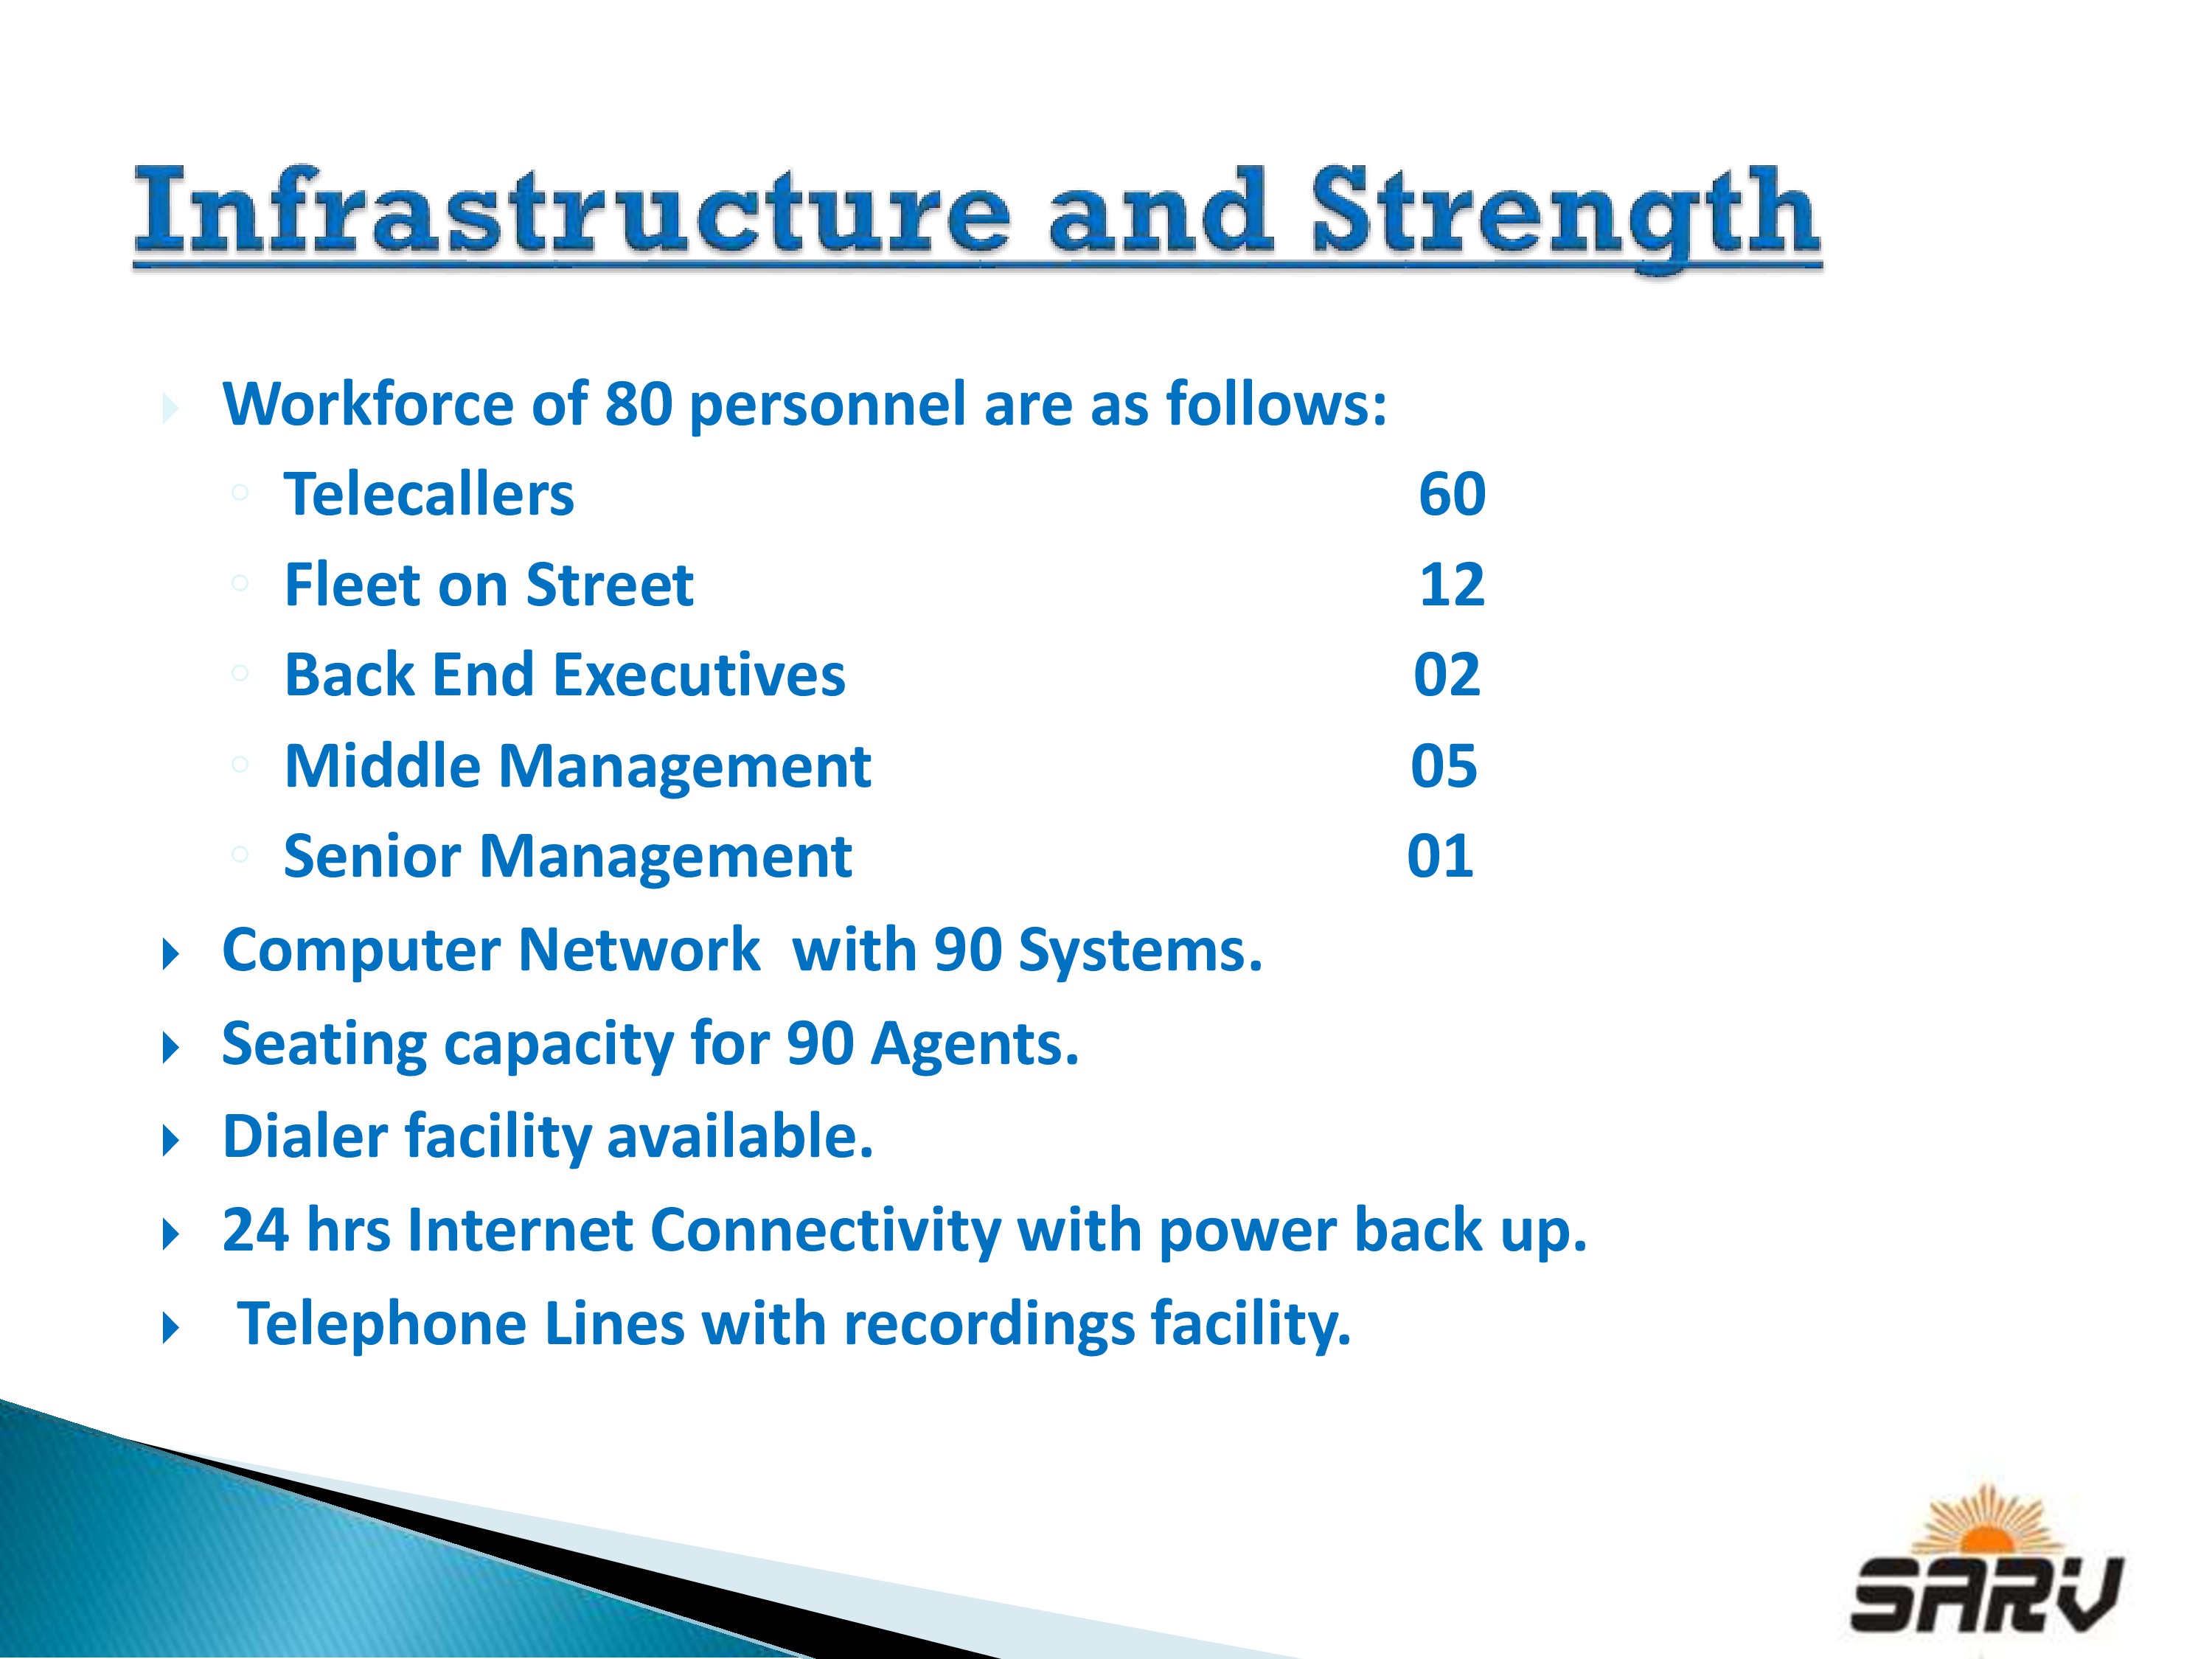 Infrastructure and Strength
Workforce of 80 personnel are as follows:
Telecallers 60
Fleet on Street 12
Back End Executives 02
Middle Management 05
Senior Management 01
Computer Network  with 90 Systems.
Seating capacity for 90 Agents.
Dialer facility available.
24 hrs Internet Connectivity with power back up.
Telephone Lines with recordings facility.
SARV